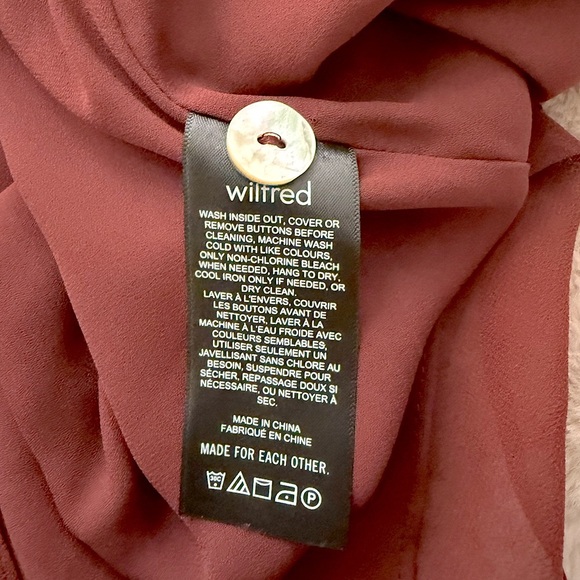 wilfred
WASH INSIDE OUT, COVER OR
REMOVE BUTTONS BEFORE
CLEANING, MACHINE WASH
COLD WITH LIKE COLOURS,
ONLY NON-CHLORINE BLEACH
WHEN NEEDED, HANG TO DRY,
COOL IRON ONLY IF NEEDED, OR
DRY CLEAN.
LAVER À L'ENVERS, COUVRIR
LES BOUTONS AVANT DE
NETTOYER, LAVER À LA
MACHINE À L'EAU FROIDE AVEC
COULEURS SEMBLABLES,
UTILISER SEULEMENT UN
JAVELLISANT SANS CHLORE AU
BESOIN, SUSPENDRE POUR
SÉCHER, REPASSAGE DOUX SI
NÉCESSAIRE, OU NETTOYER À
SEC.
MADE IN CHINA
FABRIQUÉ EN CHINE
MADE FOR EACH OTHER.
30C P